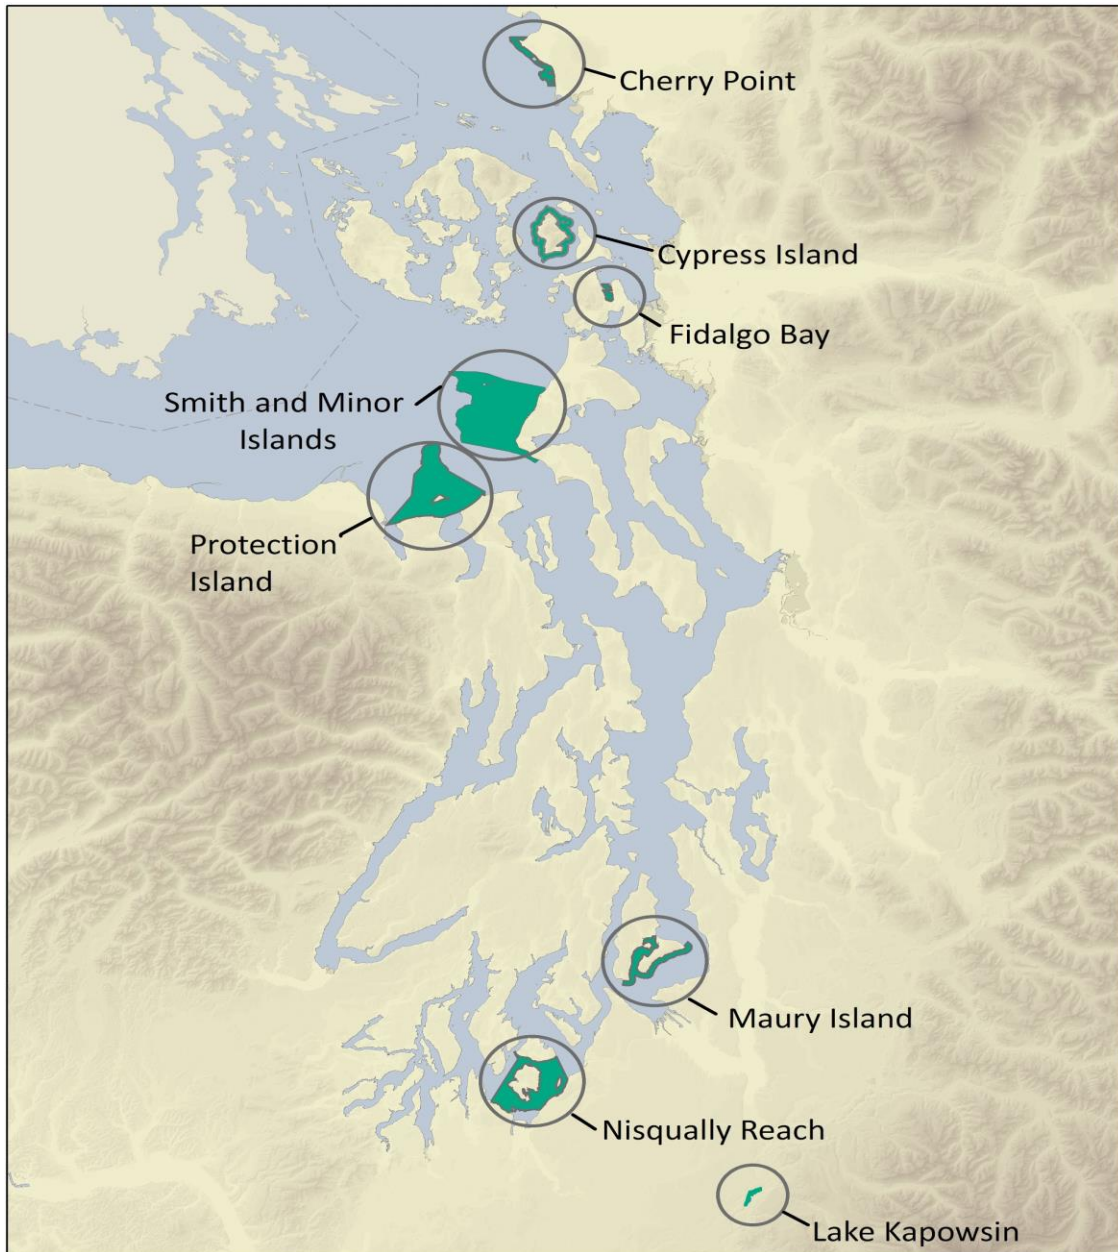 Cherry Point
Cypress Island
Fidalgo Bay
Smith and Minor
Islands
Protection
Island
Maury Island
Nisqually Reach
Lake Kapowsin